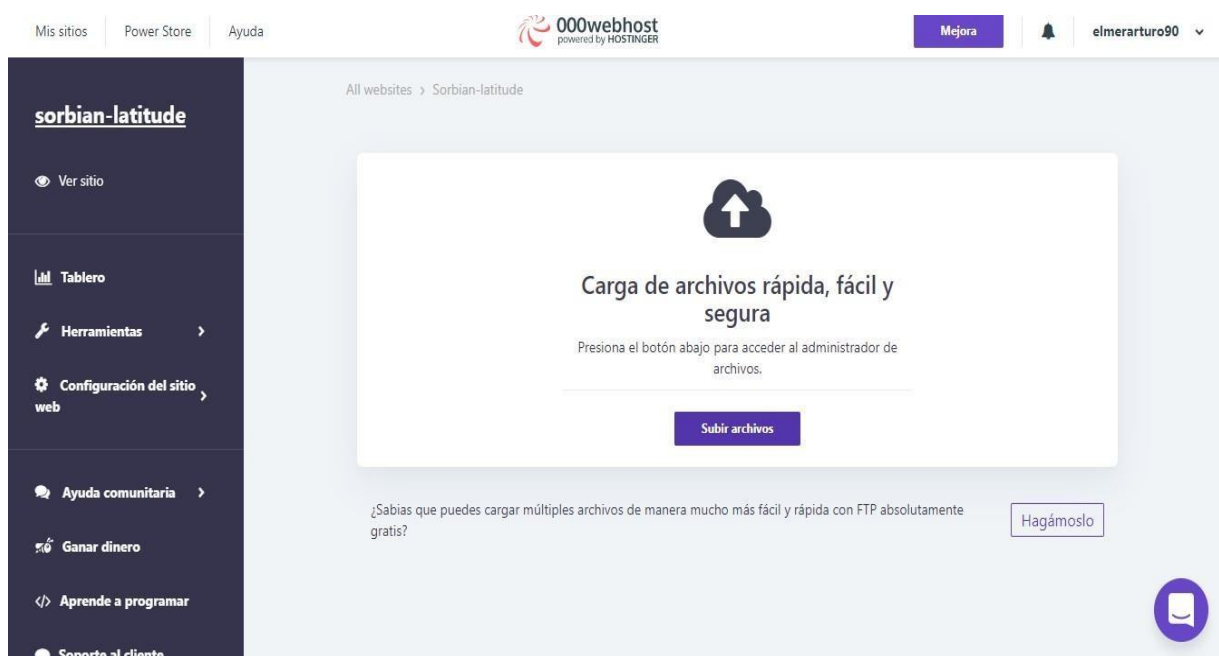 Mis sitios Power Store Ayuda 000webhost Mejora elmerarturo90
powered by HOSTINGER
All websites › Sorbian-latitude
sorbian-latitude
Ver sitio
Tablero
Herramientas
Configuración del sitio
web
Ayuda comunitaria
Ganar dinero
Aprende a programar
Soporte al cliente
Carga de archivos rápida, fácil y
segura
Presiona el botón abajo para acceder al administrador de
archivos.
Subir archivos
¿Sabias que puedes cargar múltiples archivos de manera mucho más fácil y rápida con FTP absolutamente
gratis?
Hagámoslo